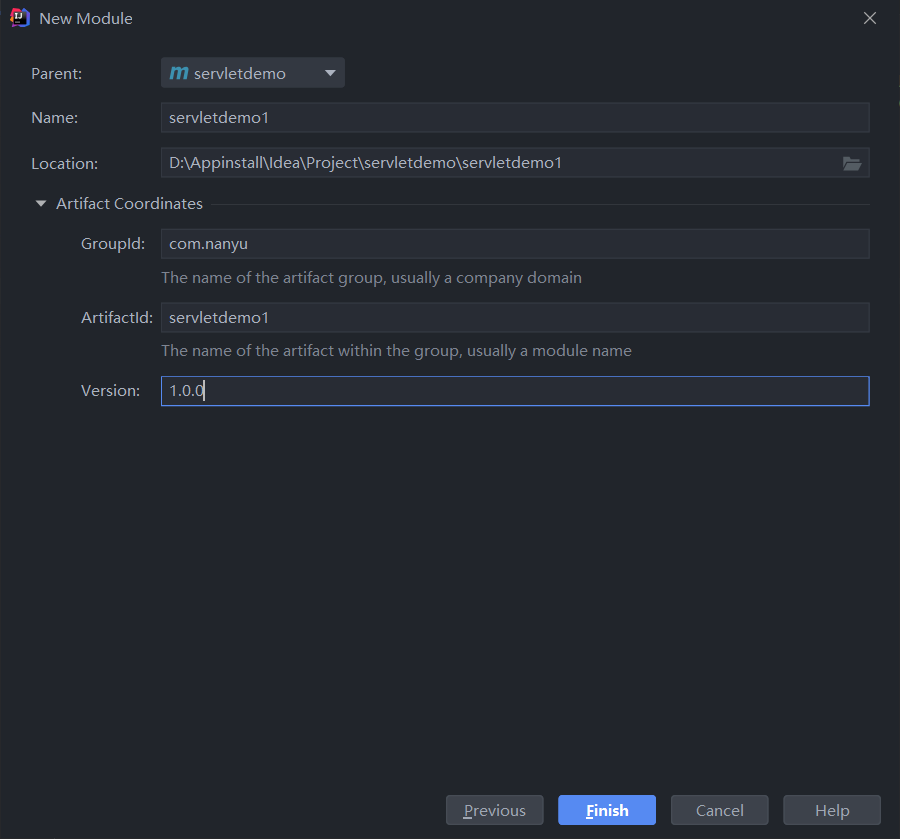 New Module
Parent: servletdemo
Name: servletdemo1
Location: D:\Appinstall\Idea\Project\servletdemo\servletdemo1
Artifact Coordinates
GroupId: com.nanyu
The name of the artifact group, usually a company domain
ArtifactId: servletdemo1
The name of the artifact within the group, usually a module name
Version: 1.0.0
Previous Finish Cancel Help